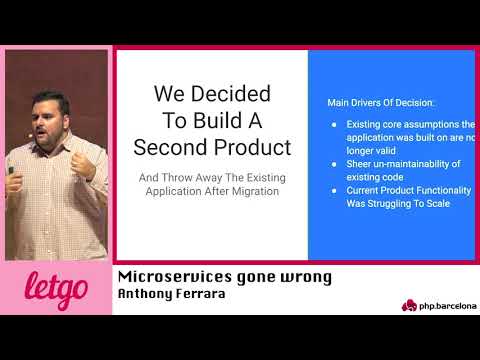 We Decided
To Build A
Second Product
And Throw Away The Existing
Application After Migration
Main Drivers Of Decision:
● Existing core assumptions the
application was built on are no
longer valid
● Sheer un-maintainability of
existing code
● Current Product Functionality
Was Struggling To Scale
letgo
Microservices gone wrong
Anthony Ferrara
php.barcelona